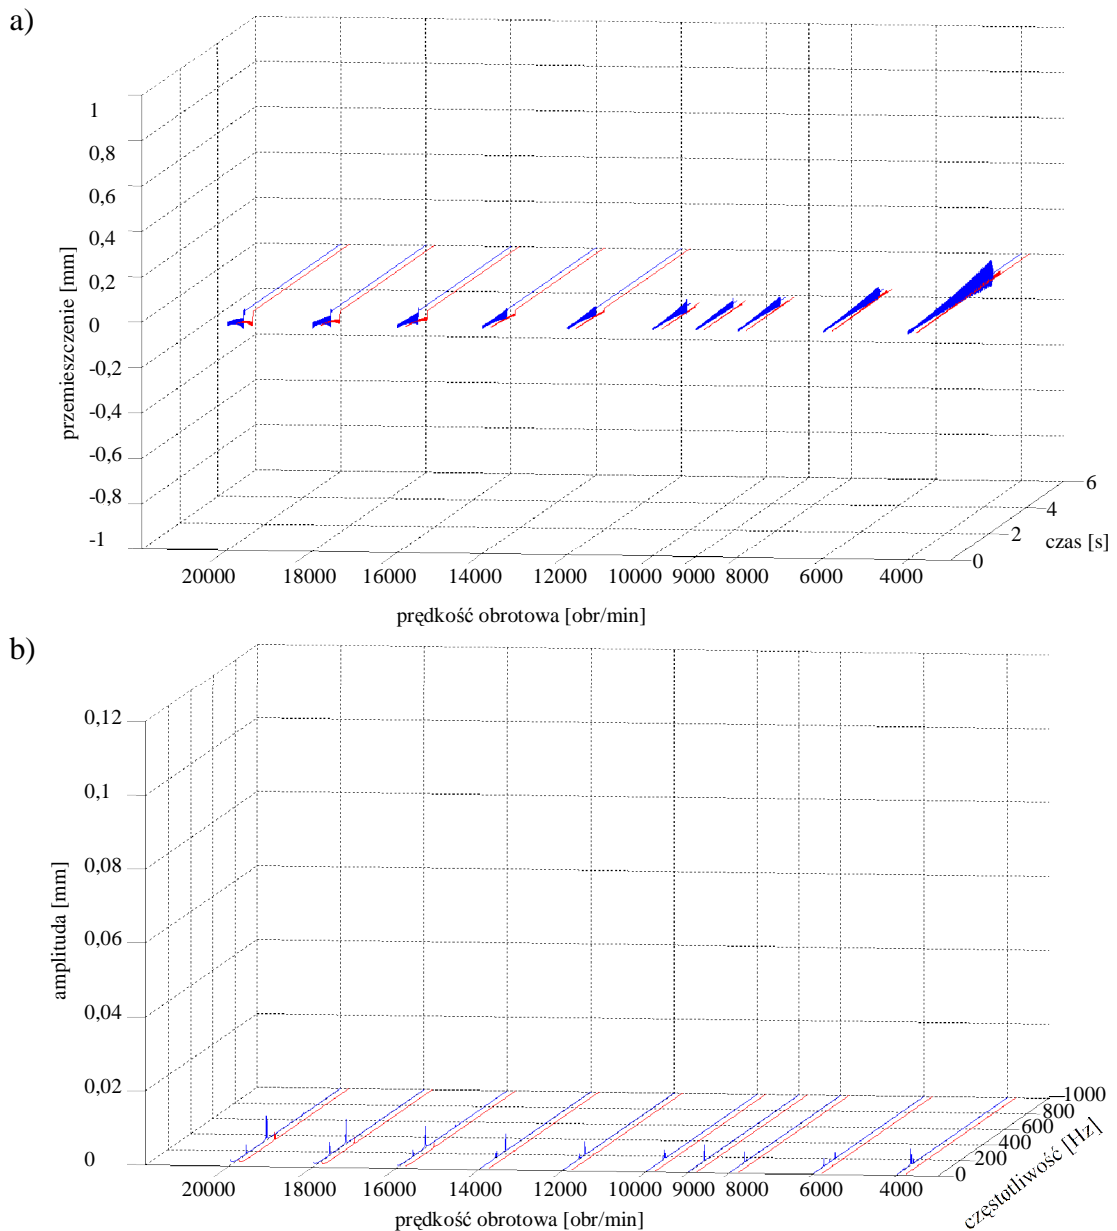 a)
1
0,8
0,6
0,4
0,2
0
-0,2
-0,4
-0,6
-0,8
-1
przemieszczenie [mm]
6
4
2
0
czas [s]
20000 18000 16000 14000 12000 10000 9000 8000 6000 4000
prędkość obrotowa [obr/min]
b)
0,12
0,1
0,08
0,06
0,04
0,02
0
amplituda [mm]
1000
800
600
400
200
0
częstotliwość [Hz]
20000 18000 16000 14000 12000 10000 9000 8000 6000 4000
prędkość obrotowa [obr/min]